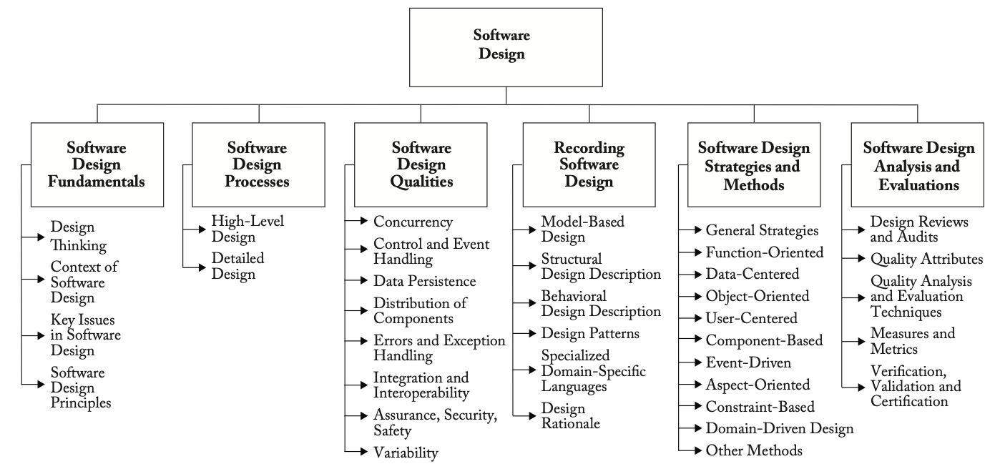 Software
Design
Software
Design
Fundamentals
Design
Thinking
Context of
Software
Design
Key Issues
in Software
Design
Software
Design
Principles
Software
Design
Processes
High-Level
Design
Detailed
Design
Software
Design
Qualities
Concurrency
Control and Event
Handling
Data Persistence
Distribution of
Components
Errors and Exception
Handling
Integration and
Interoperability
Assurance, Security,
Safety
Variability
Recording
Software
Design
Model-Based
Design
Structural
Design Description
Behavioral
Design Description
Design Patterns
Specialized
Domain-Specific
Languages
Design
Rationale
Software Design
Strategies and
Methods
General Strategies
Function-Oriented
Data-Centered
Object-Oriented
User-Centered
Component-Based
Event-Driven
Aspect-Oriented
Constraint-Based
Domain-Driven Design
Other Methods
Software Design
Analysis and
Evaluations
Design Reviews
and Audits
Quality Attributes
Quality Analysis
and Evaluation
Techniques
Measures and
Metrics
Verification,
Validation and
Certification